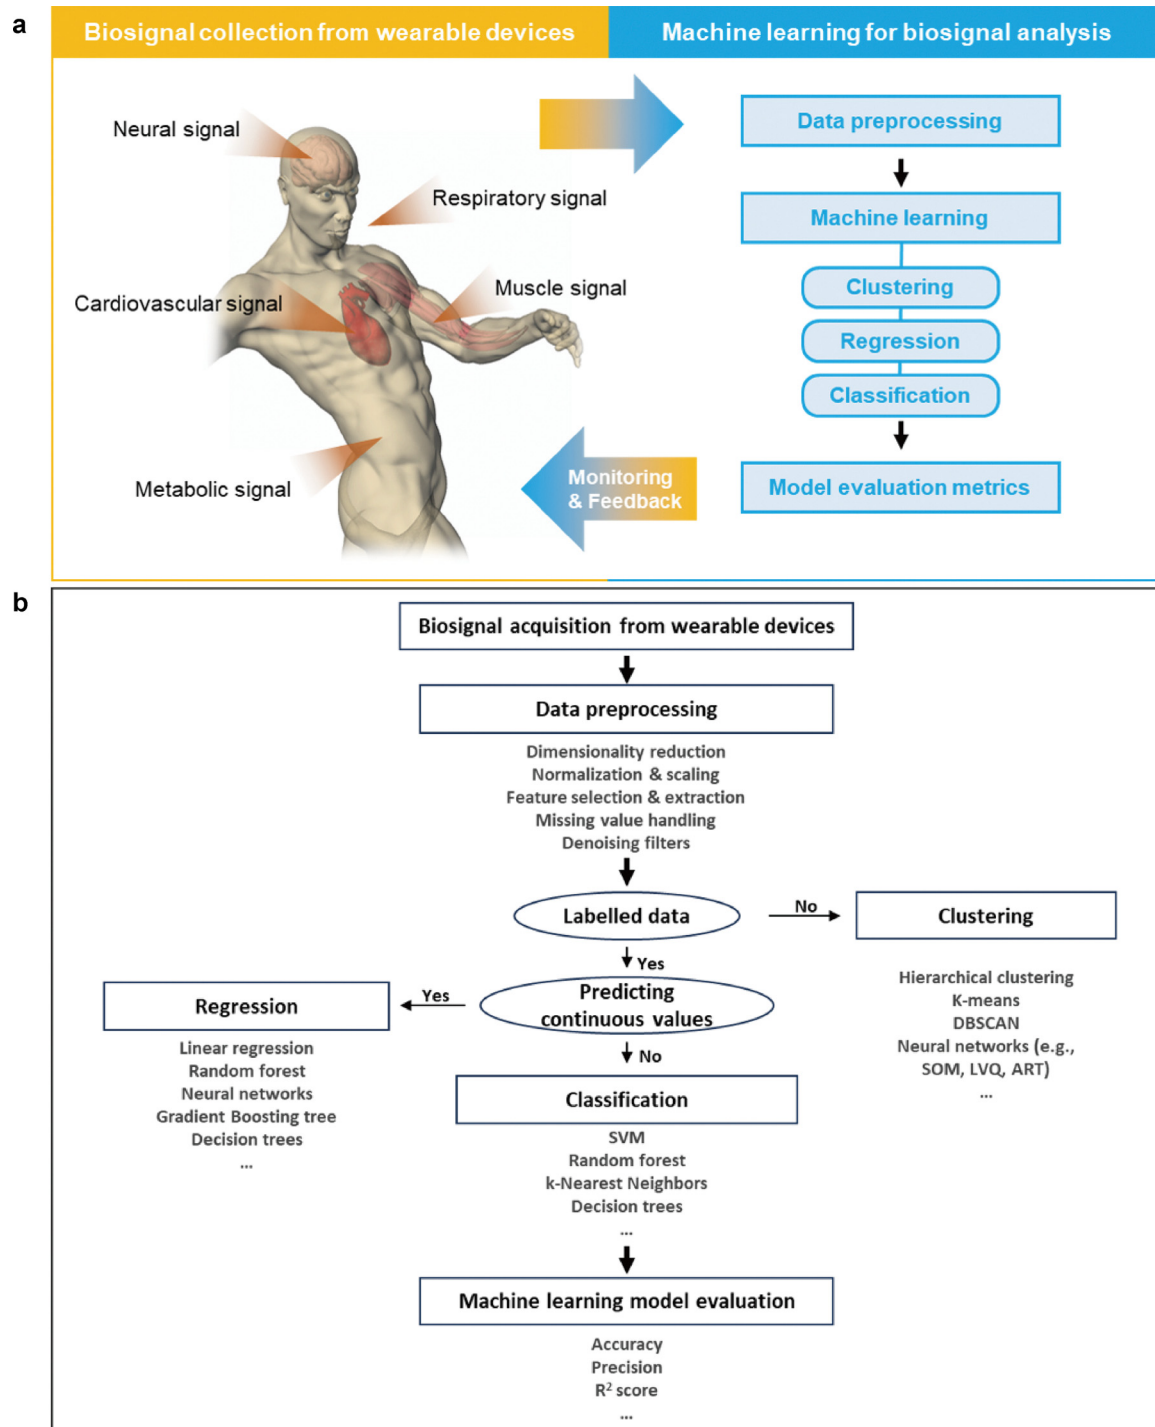 a
Biosignal collection from wearable devices
Machine learning for biosignal analysis
Neural signal
Respiratory signal
Cardiovascular signal
Muscle signal
Metabolic signal
Data preprocessing
Machine learning
Clustering
Regression
Classification
Model evaluation metrics
Monitoring
& Feedback
b
Biosignal acquisition from wearable devices
Data preprocessing
Dimensionality reduction
Normalization & scaling
Feature selection & extraction
Missing value handling
Denoising filters
Labelled data
No
Clustering
Hierarchical clustering
K-means
DBSCAN
Neural networks (e.g.,
SOM, LVQ, ART)
...
Yes
Predicting
continuous values
Yes
Regression
Linear regression
Random forest
Neural networks
Gradient Boosting tree
Decision trees
...
No
Classification
SVM
Random forest
k-Nearest Neighbors
Decision trees
...
Machine learning model evaluation
Accuracy
Precision
R² score
...